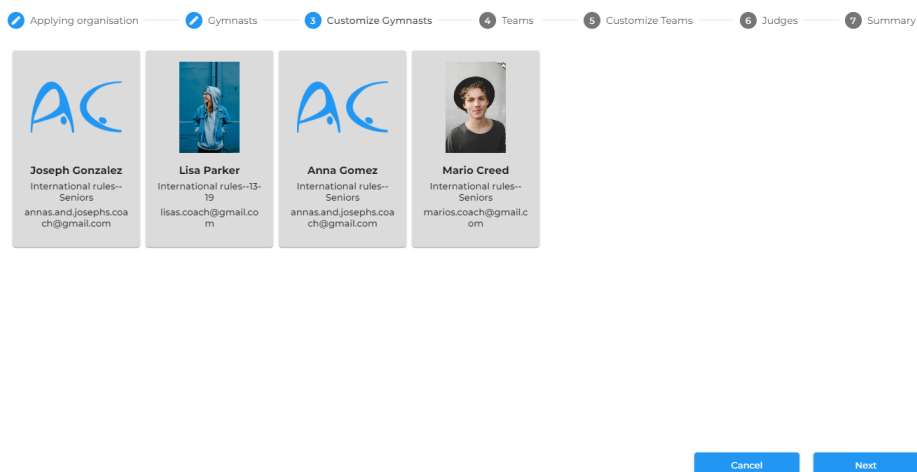 Applying organisation
Gymnasts
3 Customize Gymnasts
4 Teams
5 Customize Teams
6 Judges
7 Summary
AC
Joseph Gonzalez
International rules--
Seniors
annas.and.josephs.coa
ch@gmail.com
Lisa Parker
International rules--13-
19
lisas.coach@gmail.co
m
AC
Anna Gomez
International rules--
Seniors
annas.and.josephs.coa
ch@gmail.com
Mario Creed
International rules--
Seniors
marios.coach@gmail.c
om
Cancel
Next